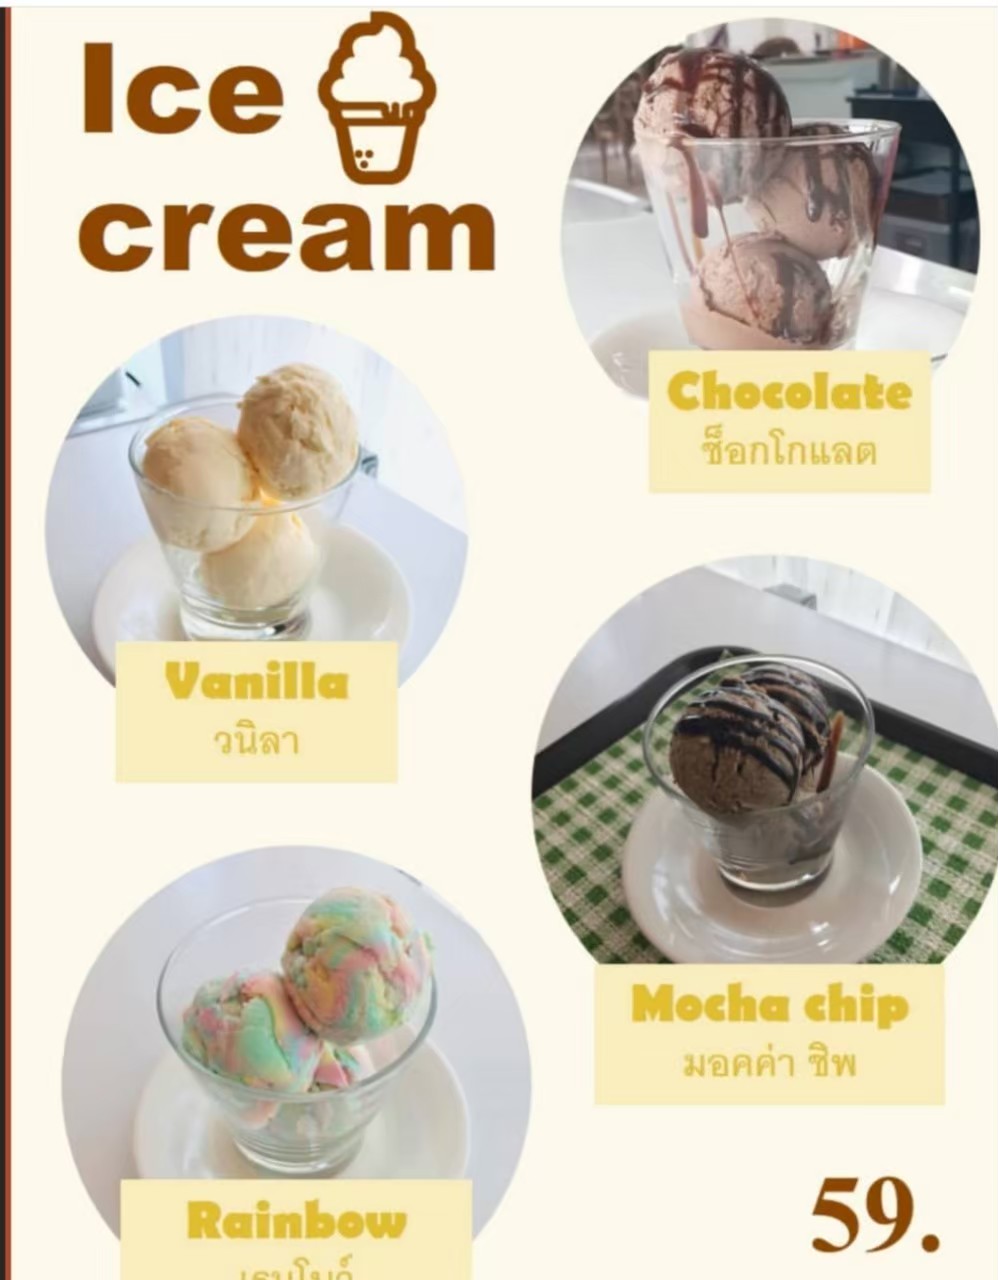 Ice
cream
Chocolate
ช็อกโกแลต
Vanilla
วนิลา
Mocha chip
มอคค่า ชิพ
Rainbow
59.